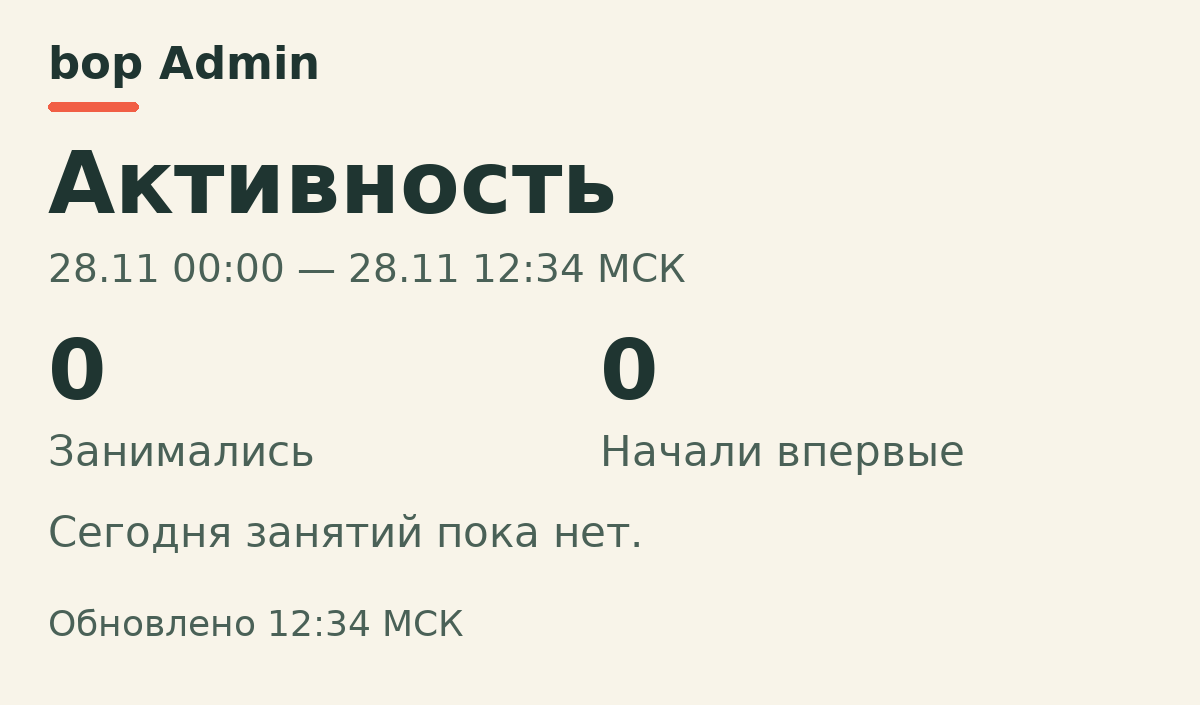 bop Admin
Активность
28.11 00:00 — 28.11 12:34 МСК
0 0
Занимались Начали впервые
Сегодня занятий пока нет.
Обновлено 12:34 МСК